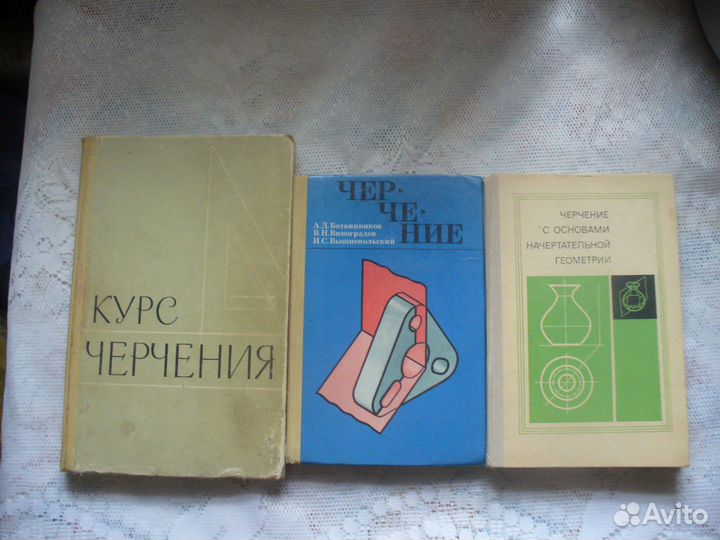 КУРС
ЧЕРЧЕНИЯ
ЧЕР-
ЧЕ-
НИЕ
А.Д.Ботвинников
В.Н.Виноградов
И.С.Вышнепольский
ЧЕРЧЕНИЕ
С ОСНОВАМИ
НАЧЕРТАТЕЛЬНОЙ
ГЕОМЕТРИИ
Avito